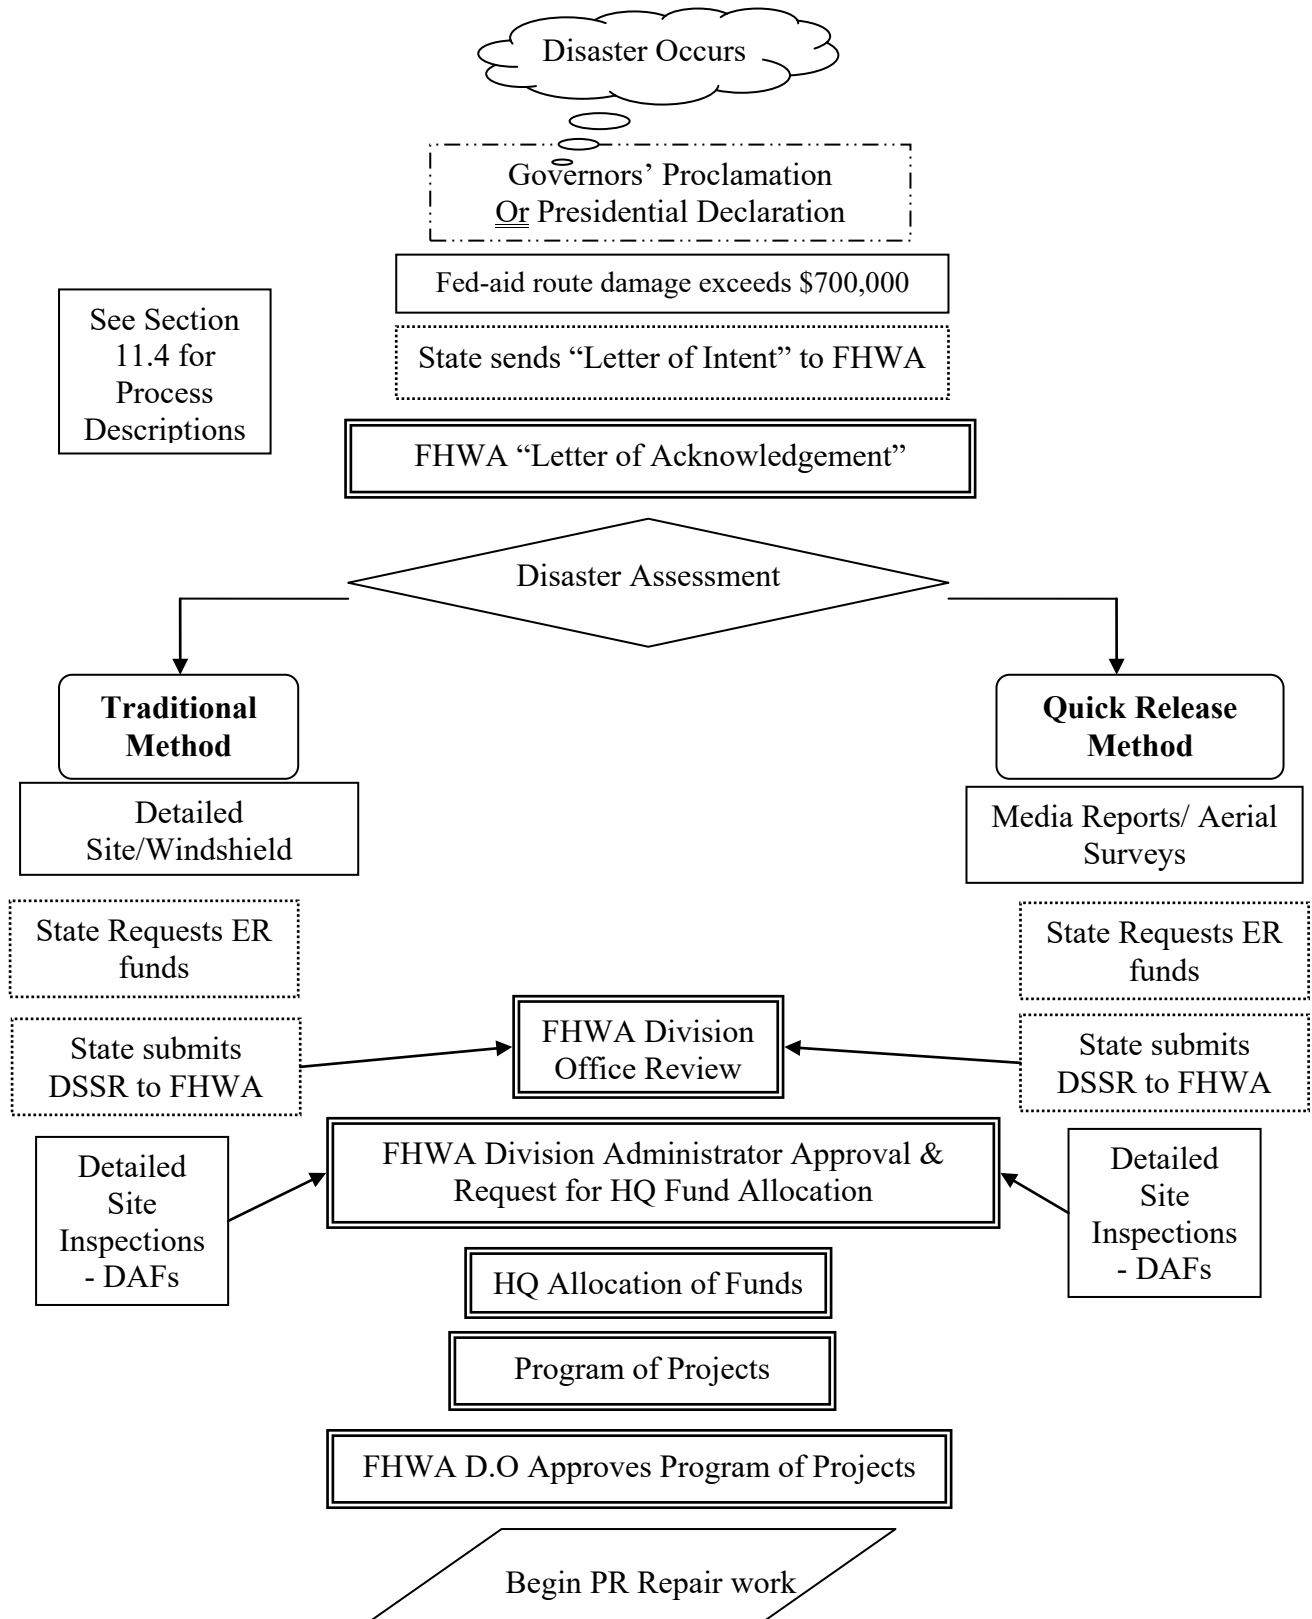 Disaster Occurs
Governors’ Proclamation
Or Presidential Declaration
Fed-aid route damage exceeds $700,000
See Section
11.4 for
Process
Descriptions
State sends “Letter of Intent” to FHWA
FHWA “Letter of Acknowledgement”
Disaster Assessment
Traditional
Method
Quick Release
Method
Detailed
Site/Windshield
Media Reports/ Aerial
Surveys
State Requests ER
funds
State Requests ER
funds
State submits
DSSR to FHWA
FHWA Division
Office Review
State submits
DSSR to FHWA
Detailed
Site
Inspections
- DAFs
FHWA Division Administrator Approval &
Request for HQ Fund Allocation
Detailed
Site
Inspections
- DAFs
HQ Allocation of Funds
Program of Projects
FHWA D.O Approves Program of Projects
Begin PR Repair work